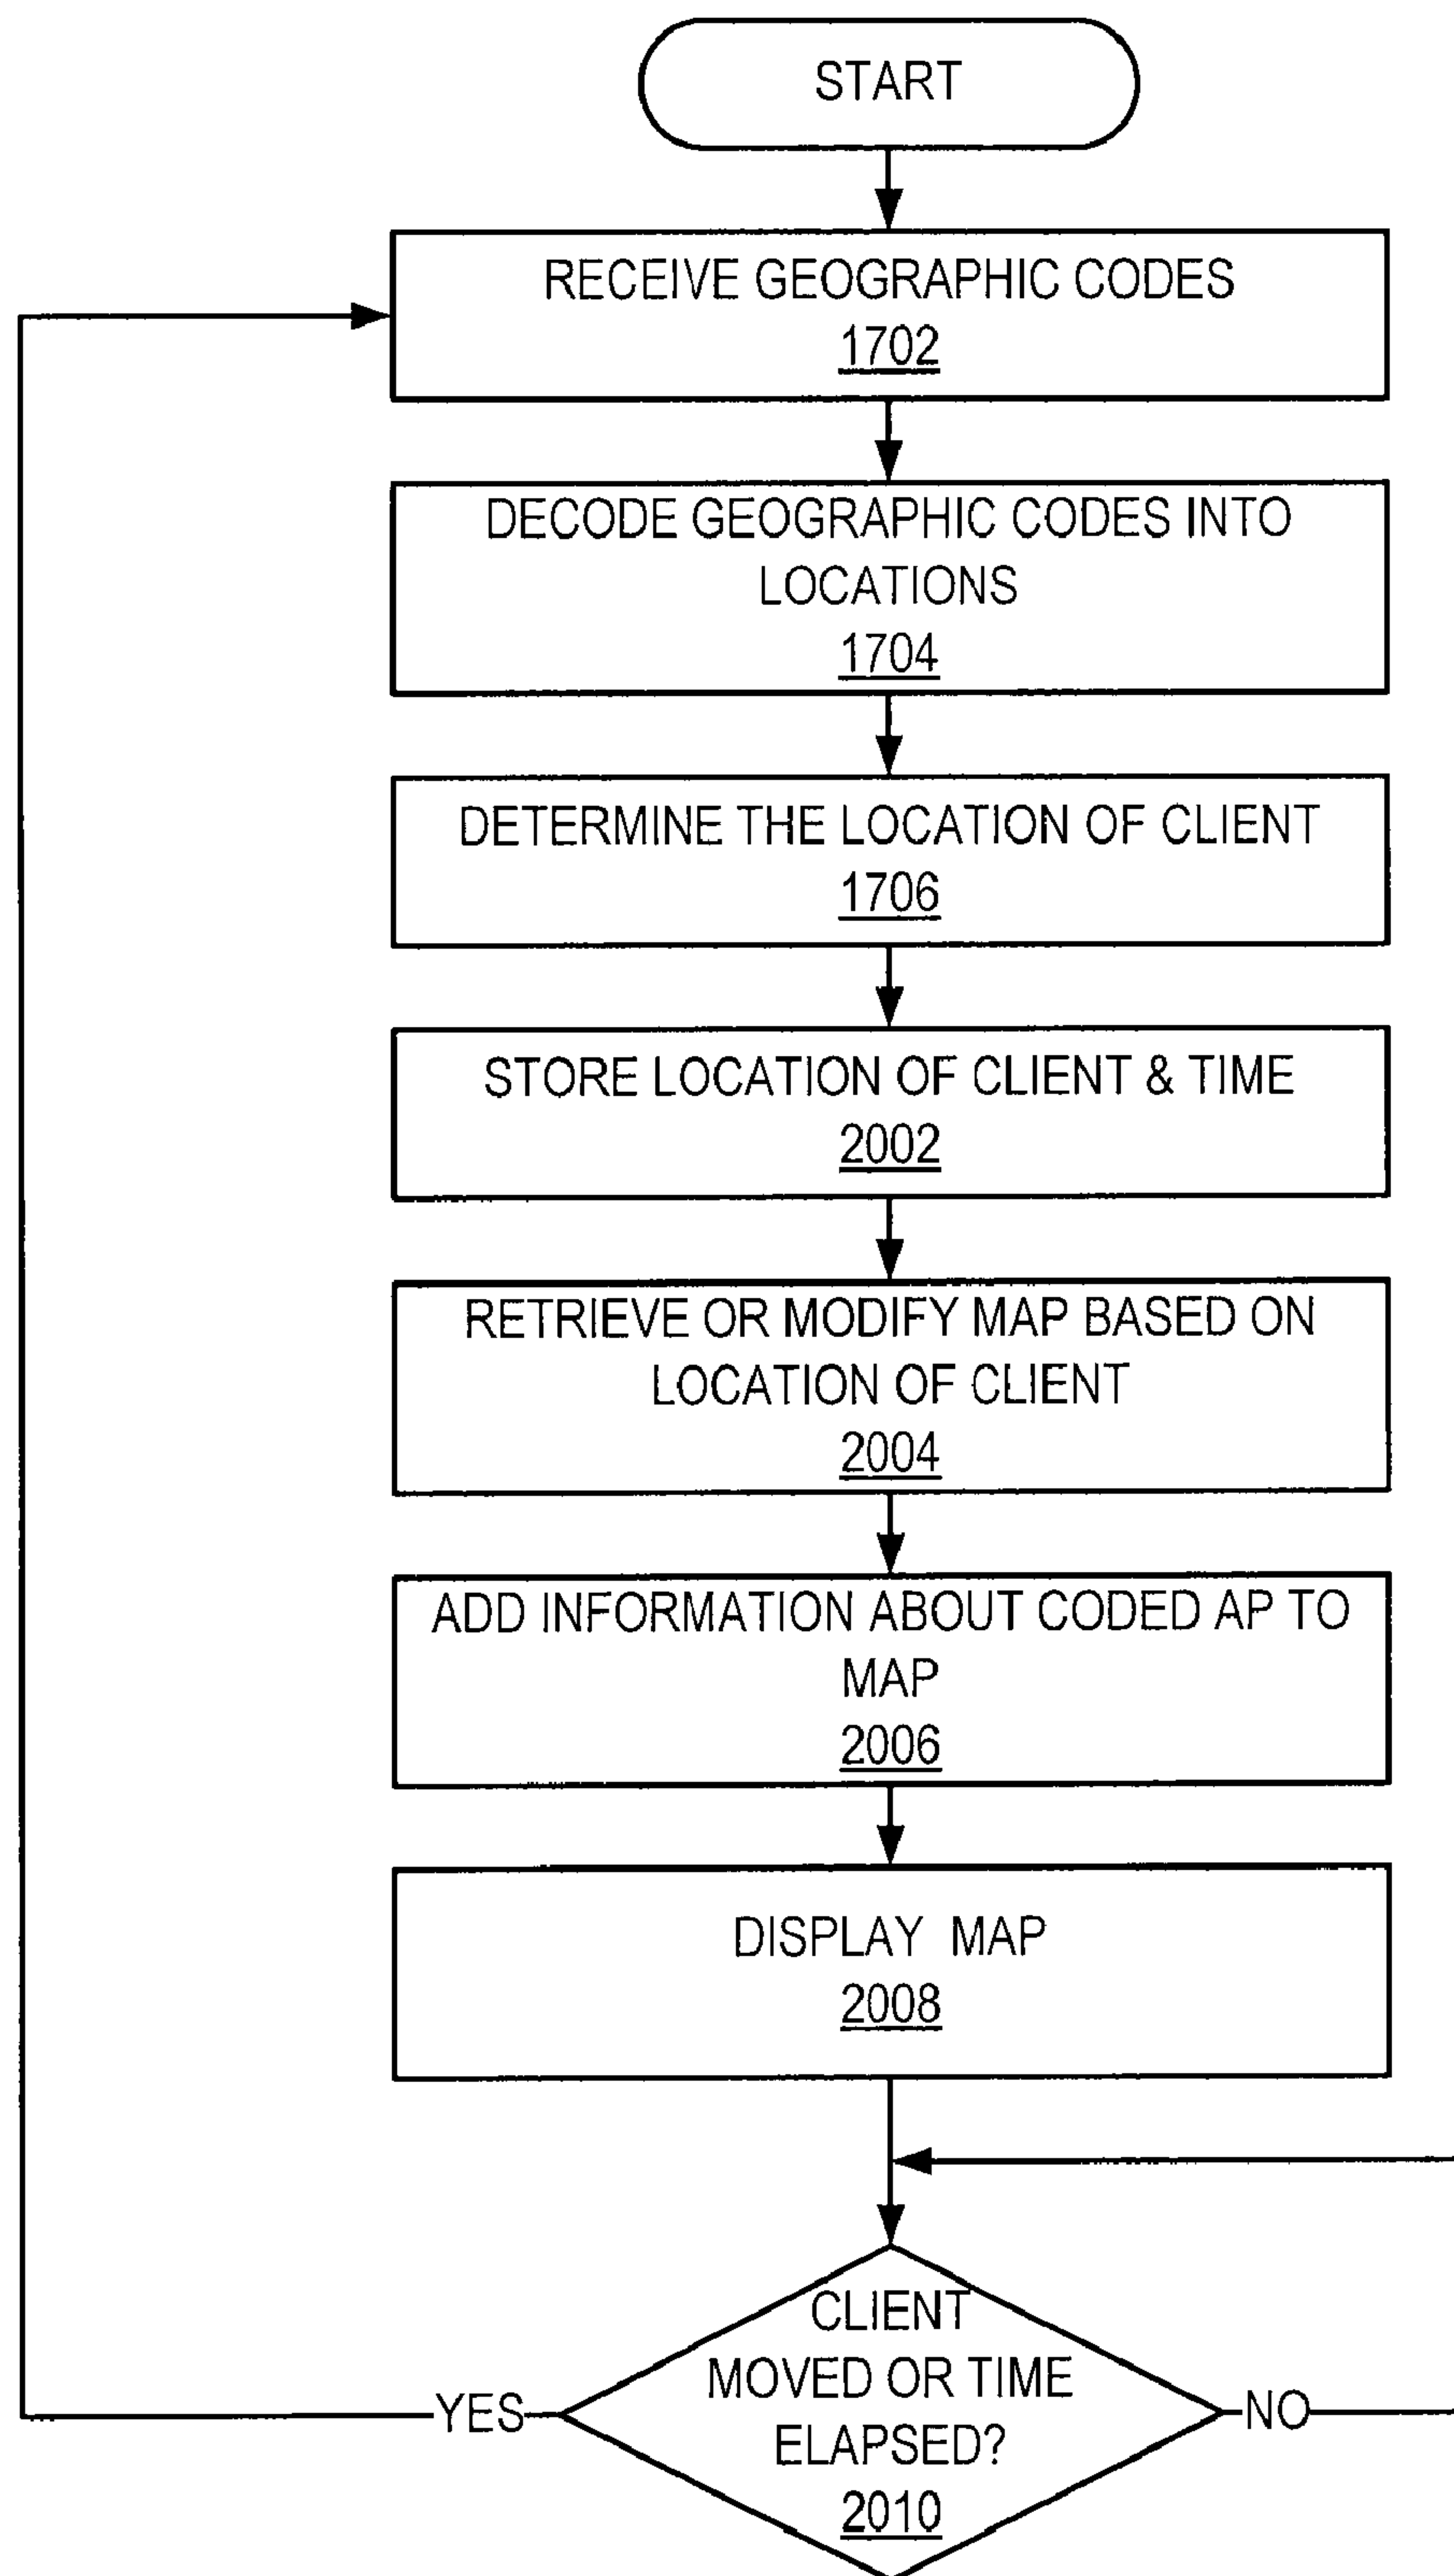 START
RECEIVE GEOGRAPHIC CODES
1702
DECODE GEOGRAPHIC CODES INTO
LOCATIONS
1704
DETERMINE THE LOCATION OF CLIENT
1706
STORE LOCATION OF CLIENT & TIME
2002
RETRIEVE OR MODIFY MAP BASED ON
LOCATION OF CLIENT
2004
ADD INFORMATION ABOUT CODED AP TO
MAP
2006
DISPLAY MAP
2008
CLIENT
MOVED OR TIME
ELAPSED?
2010
YES
NO